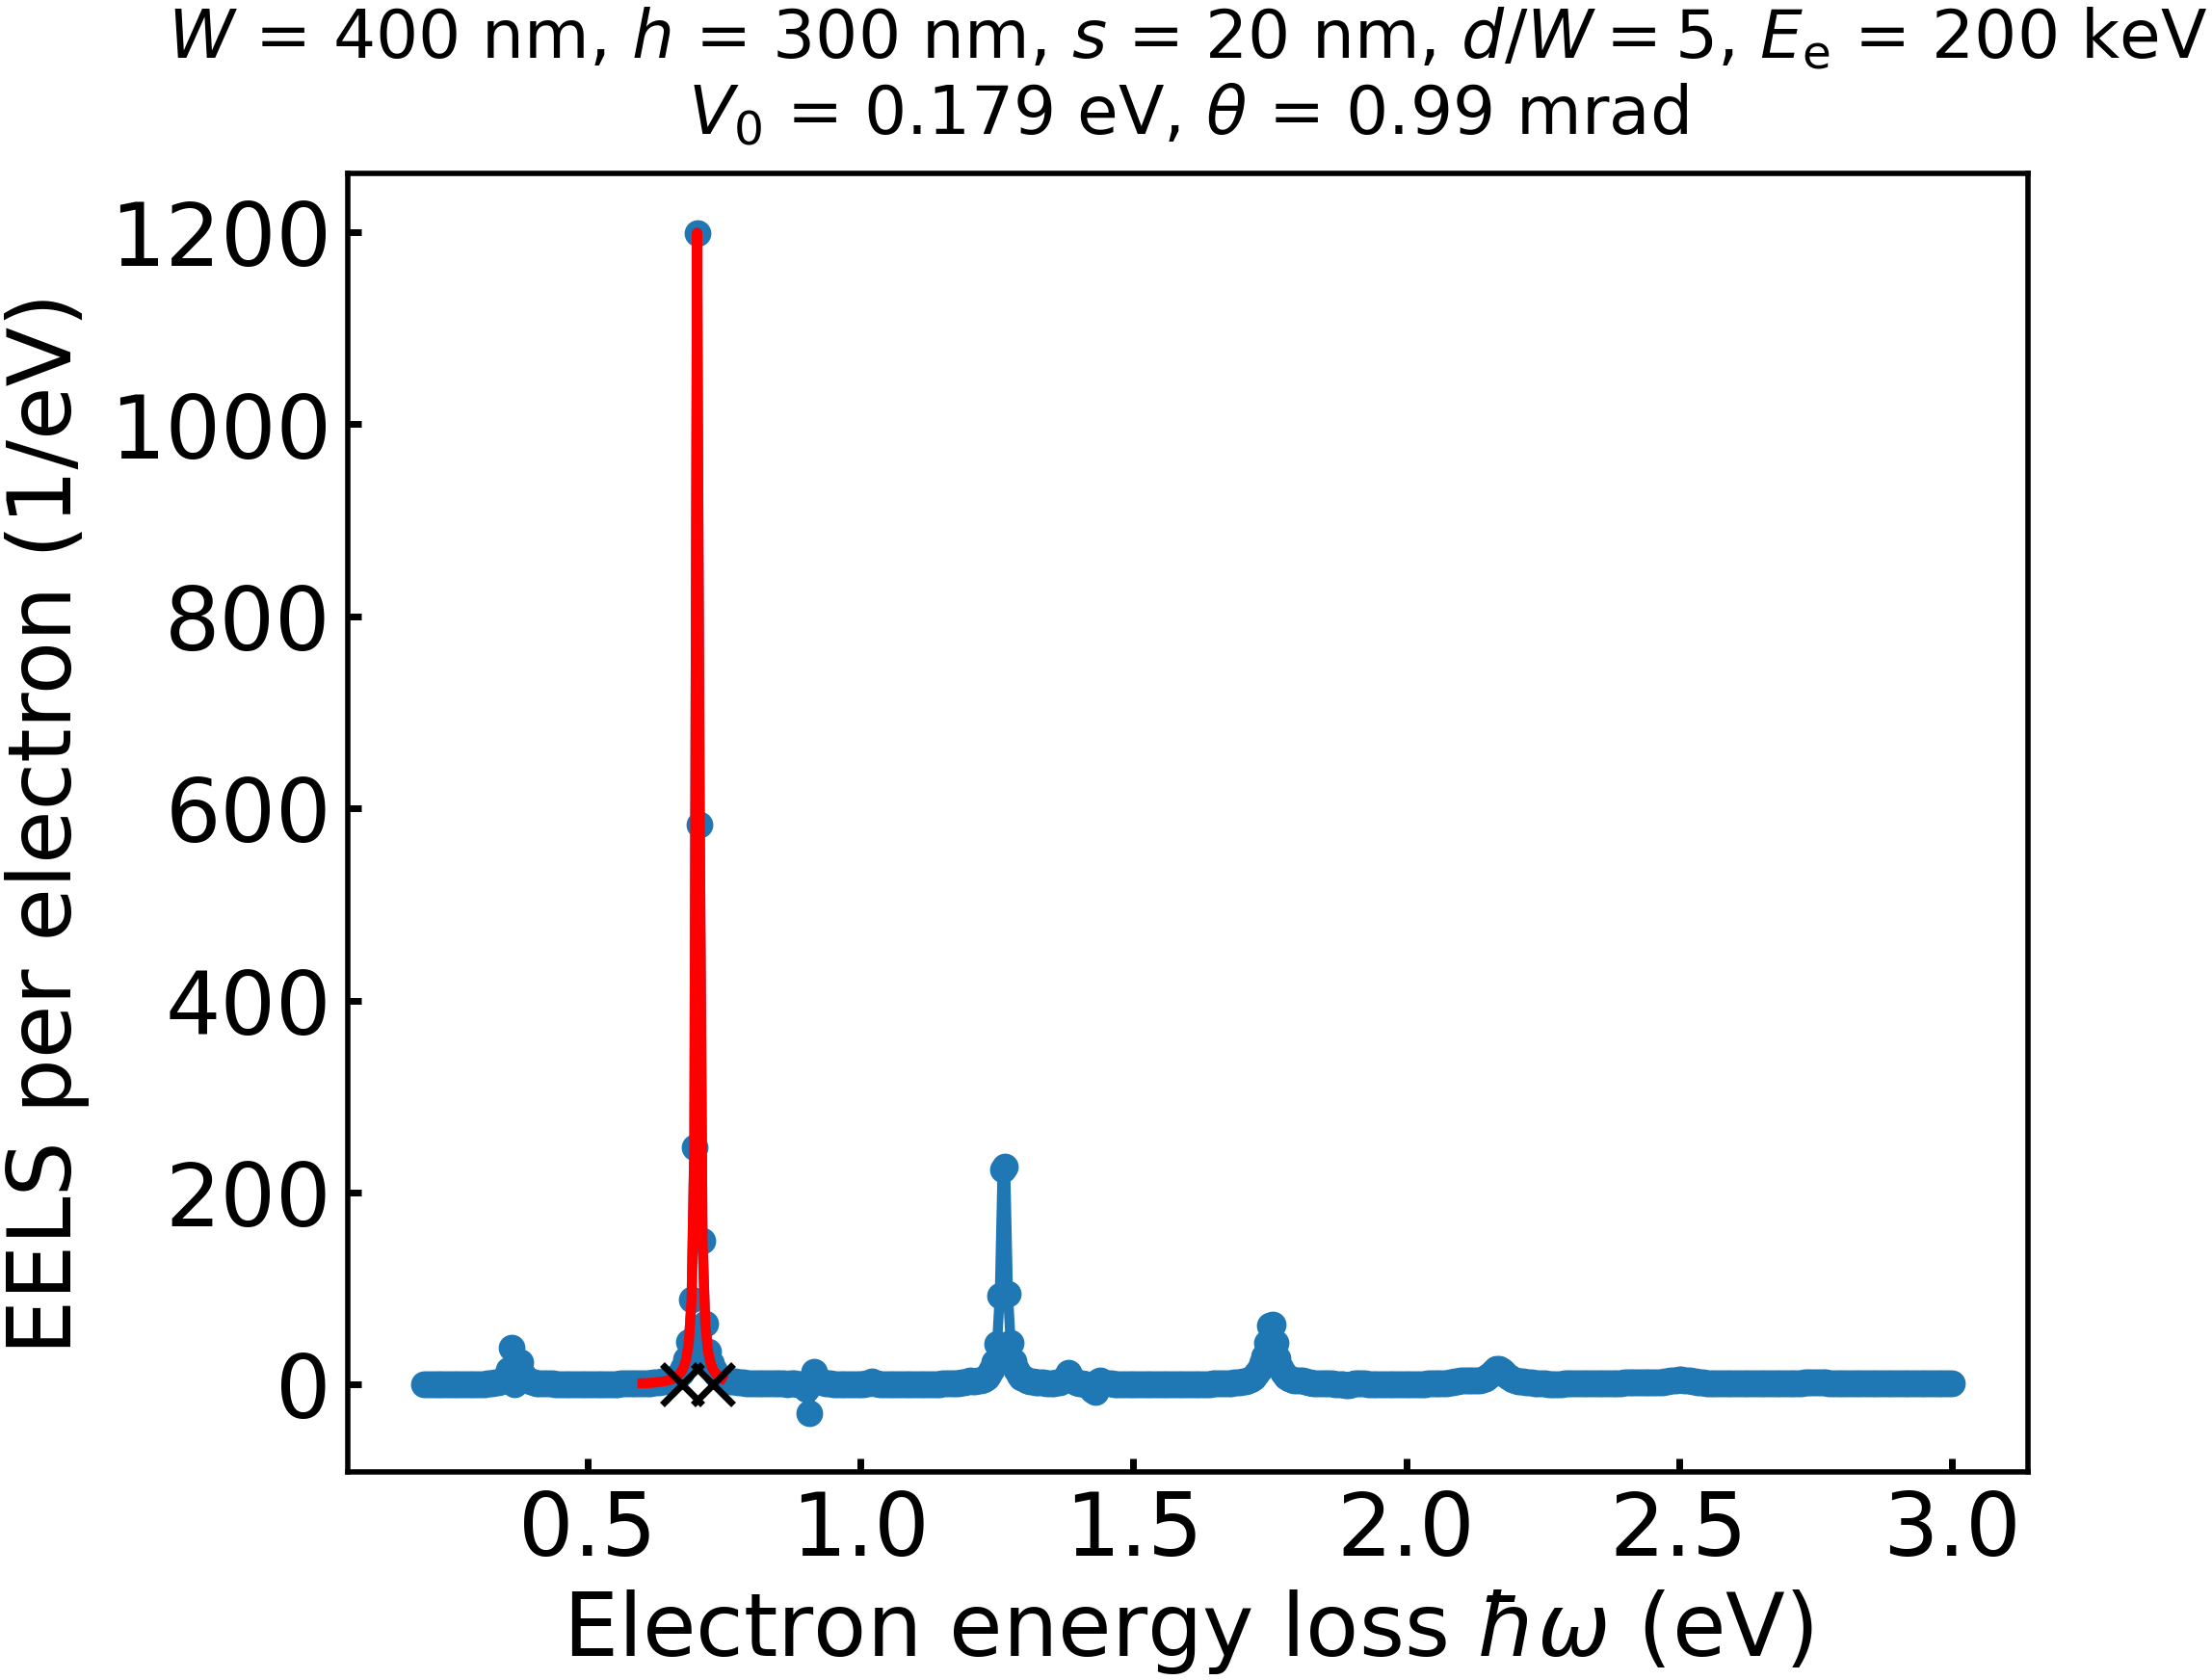 W = 400 nm, h = 300 nm, s = 20 nm, d/W = 5, Eₑ = 200 keV
V₀ = 0.179 eV, θ = 0.99 mrad
EELS per electron (1/eV)
1200
1000
800
600
400
200
0
0.5 1.0 1.5 2.0 2.5 3.0
Electron energy loss ℏω (eV)